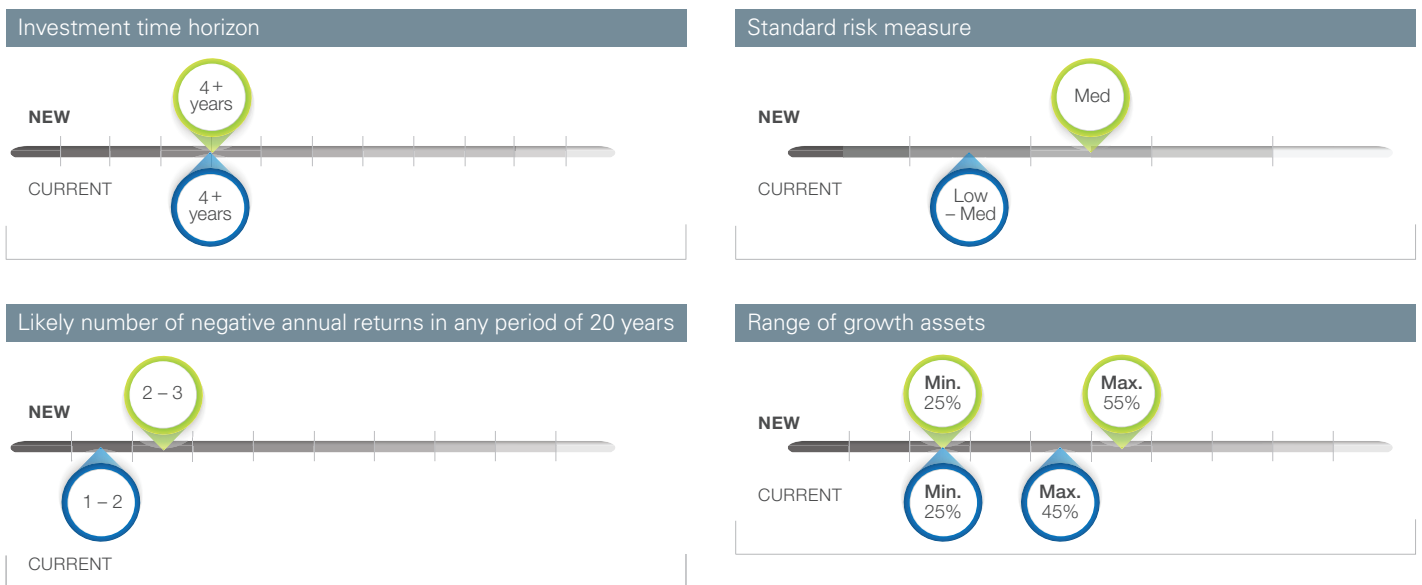 Investment time horizon
4+
years
NEW
CURRENT
4+
years
Standard risk measure
Med
NEW
CURRENT
Low
– Med
Likely number of negative annual returns in any period of 20 years
2 – 3
NEW
1 – 2
CURRENT
Range of growth assets
Min.
25%
Max.
55%
NEW
CURRENT
Min.
25%
Max.
45%